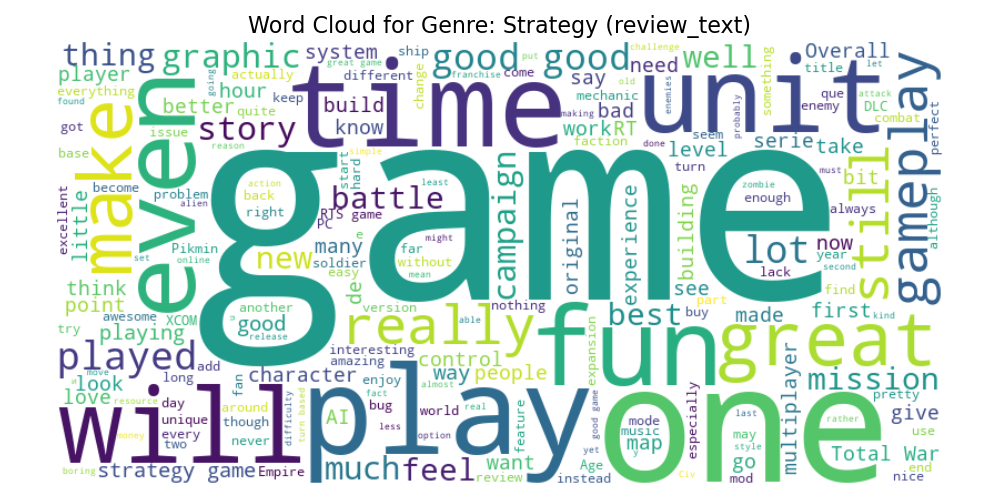 Word Cloud for Genre: Strategy (review_text)
thing graphic system ship good good need well something Overall
player actually different franchise come put challenge title let
everything hour keep say mechanic old que attack
found going better quite change time build making bad enemies unit enemy DLC
got issue story know work RT seem probably combat
base reason faction done level serie take perfect
make even simple turn bit
excellent little become problem start hard battle least campaign original experience building zombie enough must always still gameplay although
alien action back right RTS game PC game lot now
set Pikmin many might lack year
online new soldier far without see second
think easy e dev mean part find
point another version nothing buy first kind
awesome XCOM good really able best made
try playing release fun great
played interesting control expansion
amazing way people mission
look move long add fan character enjoy almost multiplayer pretty
love resource day around fact world real feature good game especially mode last rather give
will unique difficulty turn based AI bug play less option yet music map y one may style use
every though want Age go Total War
money two never much feel review instead mod Civ end
boring strategy game Empire nice
great game
model